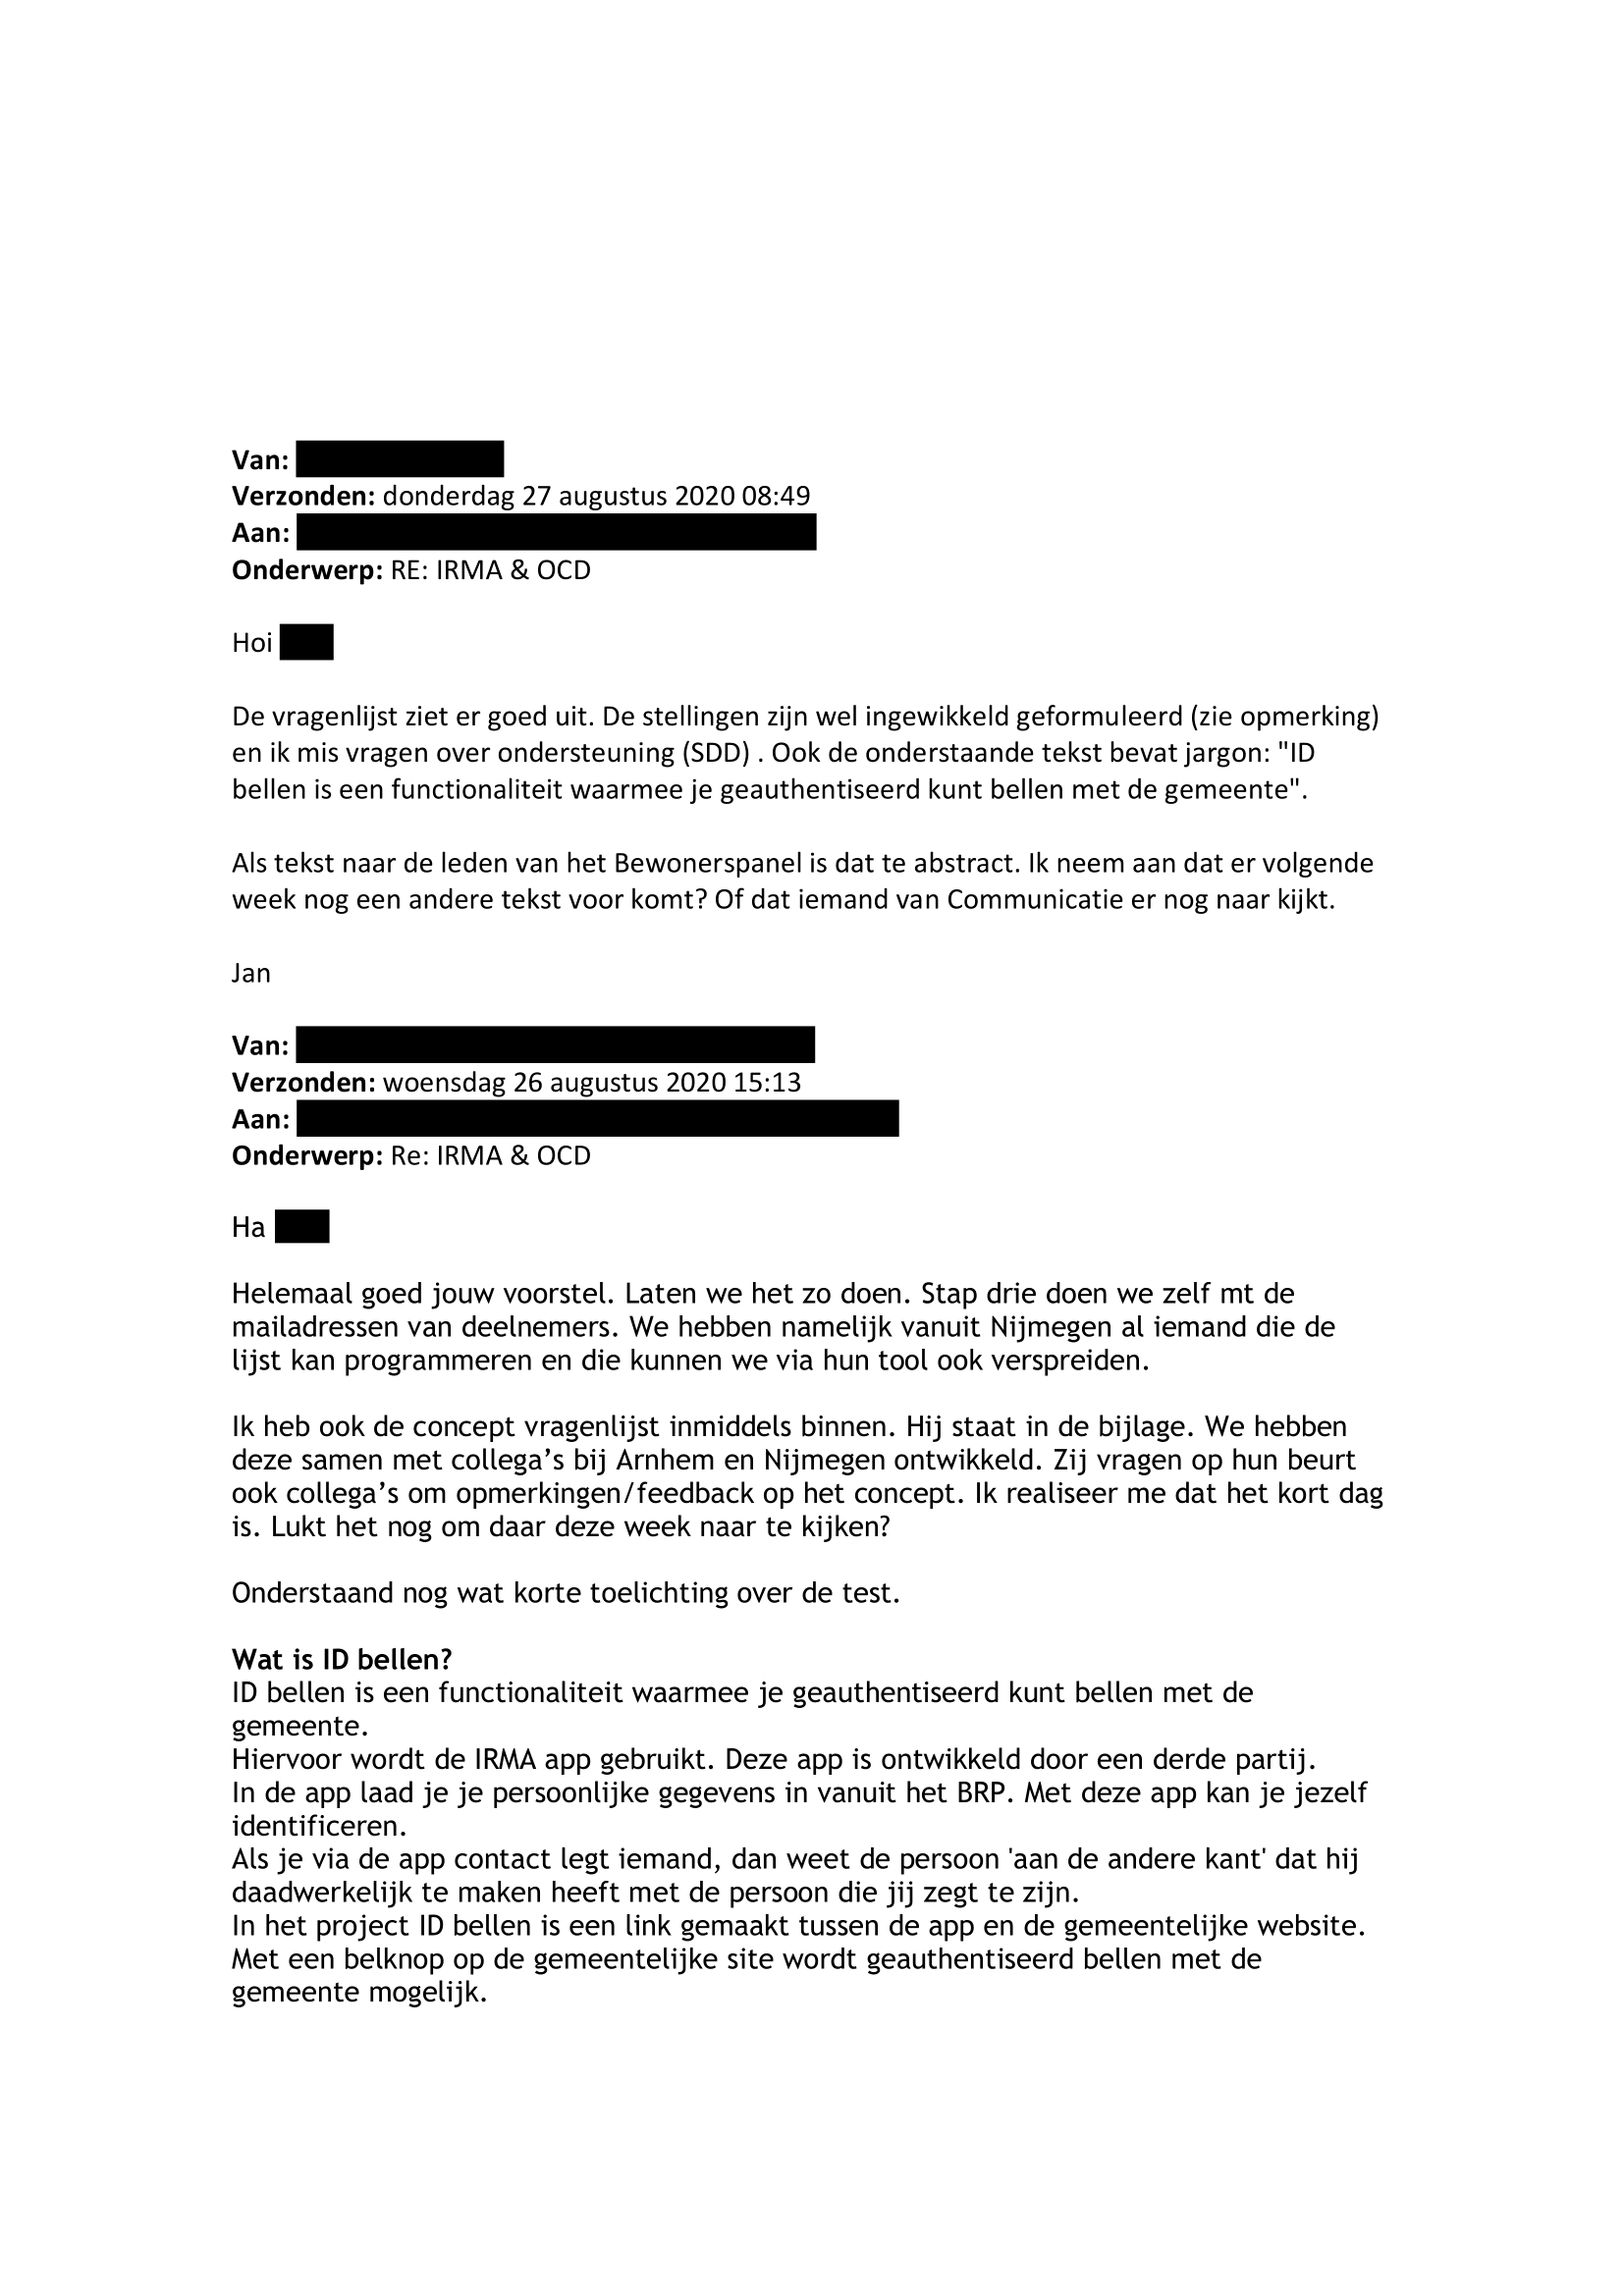 Van:
Verzonden: donderdag 27 augustus 2020 08:49
Aan:
Onderwerp: RE: IRMA & OCD
Hoi
De vragenlijst ziet er goed uit. De stellingen zijn wel ingewikkeld geformuleerd (zie opmerking)
en ik mis vragen over ondersteuning (SDD) . Ook de onderstaande tekst bevat jargon: "ID
bellen is een functionaliteit waarmee je geauthentiseerd kunt bellen met de gemeente".
Als tekst naar de leden van het Bewonerspanel is dat te abstract. Ik neem aan dat er volgende
week nog een andere tekst voor komt? Of dat iemand van Communicatie er nog naar kijkt.
Jan
Van:
Verzonden: woensdag 26 augustus 2020 15:13
Aan:
Onderwerp: Re: IRMA & OCD
Ha
Helemaal goed jouw voorstel. Laten we het zo doen. Stap drie doen we zelf mt de
mailadressen van deelnemers. We hebben namelijk vanuit Nijmegen al iemand die de
lijst kan programmeren en die kunnen we via hun tool ook verspreiden.
Ik heb ook de concept vragenlijst inmiddels binnen. Hij staat in de bijlage. We hebben
deze samen met collega’s bij Arnhem en Nijmegen ontwikkeld. Zij vragen op hun beurt
ook collega’s om opmerkingen/feedback op het concept. Ik realiseer me dat het kort dag
is. Lukt het nog om daar deze week naar te kijken?
Onderstaand nog wat korte toelichting over de test.
Wat is ID bellen?
ID bellen is een functionaliteit waarmee je geauthentiseerd kunt bellen met de
gemeente.
Hiervoor wordt de IRMA app gebruikt. Deze app is ontwikkeld door een derde partij.
In de app laad je je persoonlijke gegevens in vanuit het BRP. Met deze app kan je jezelf
identificeren.
Als je via de app contact legt iemand, dan weet de persoon 'aan de andere kant' dat hij
daadwerkelijk te maken heeft met de persoon die jij zegt te zijn.
In het project ID bellen is een link gemaakt tussen de app en de gemeentelijke website.
Met een belknop op de gemeentelijke site wordt geauthentiseerd bellen met de
gemeente mogelijk.